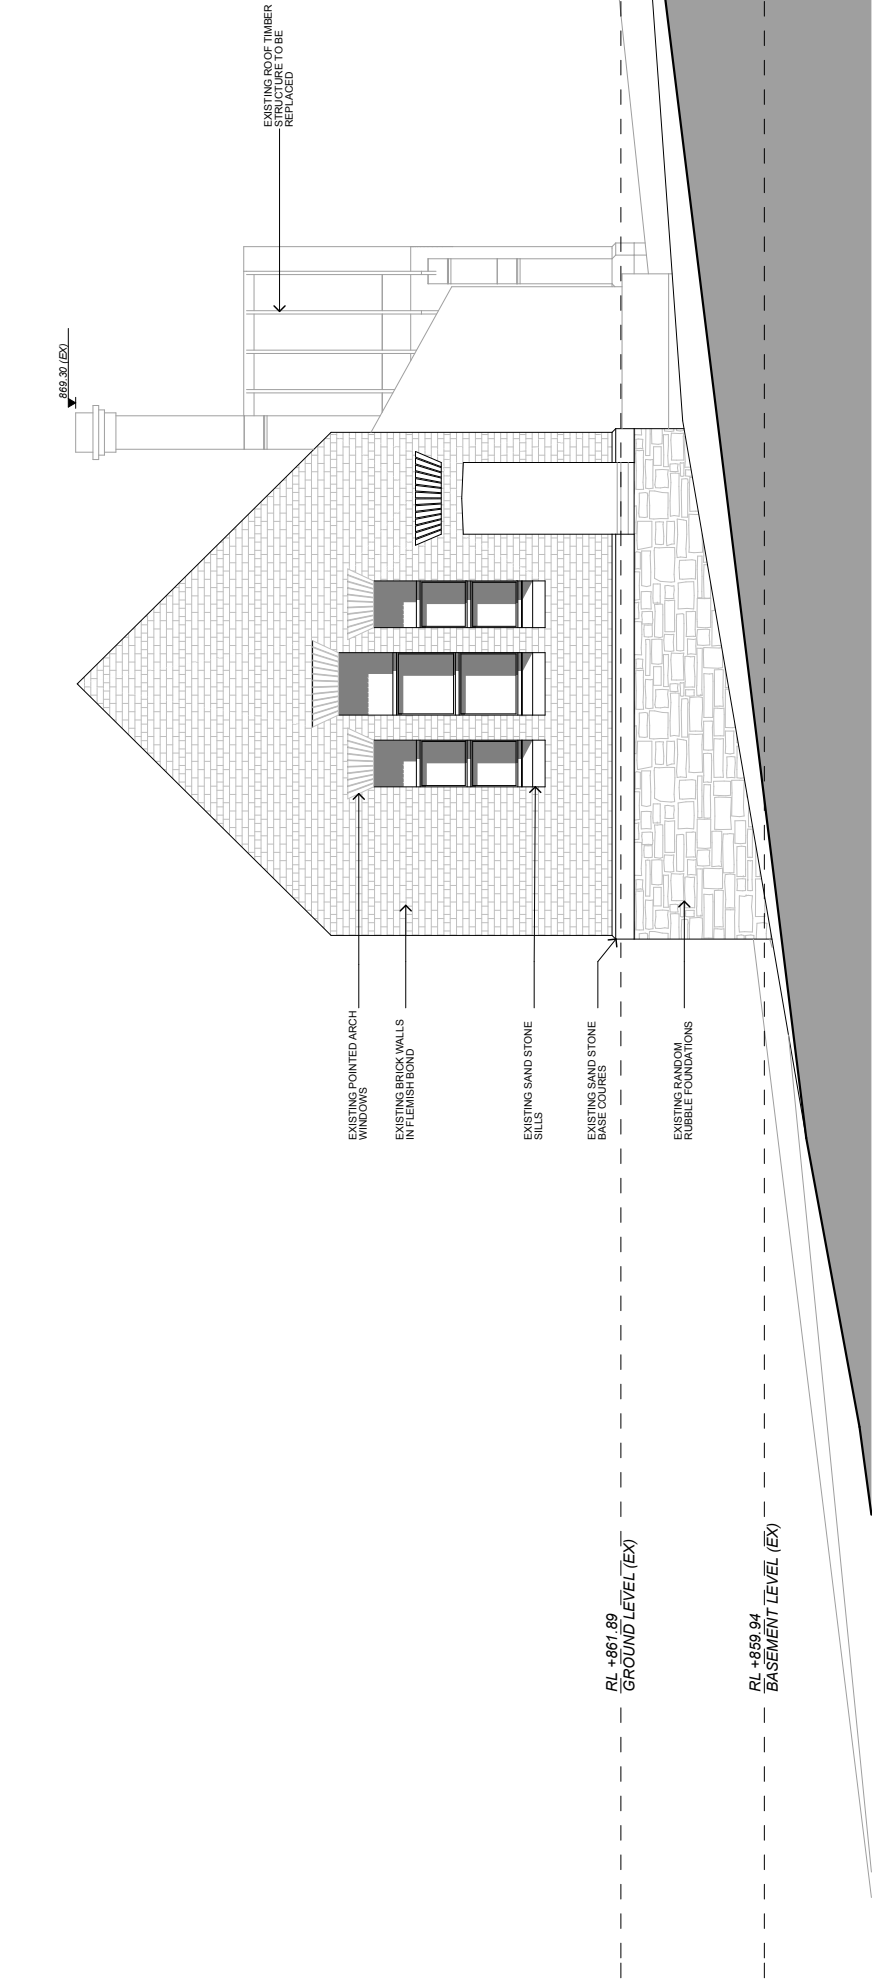 EXISTING POINTED ARCH
WINDOWS
EXISTING BRICK WALLS
IN FLEMISH BOND
EXISTING SAND STONE
SILLS
EXISTING SAND STONE
BASE COURES
EXISTING RANDOM
RUBBLE FOUNDATIONS
RL +861.89
GROUND LEVEL (EX)
RL +859.94
BASEMENT LEVEL (EX)
869.30 (EX)
EXISTING ROOF TIMBER
STRUCTURE TO BE
REPLACED